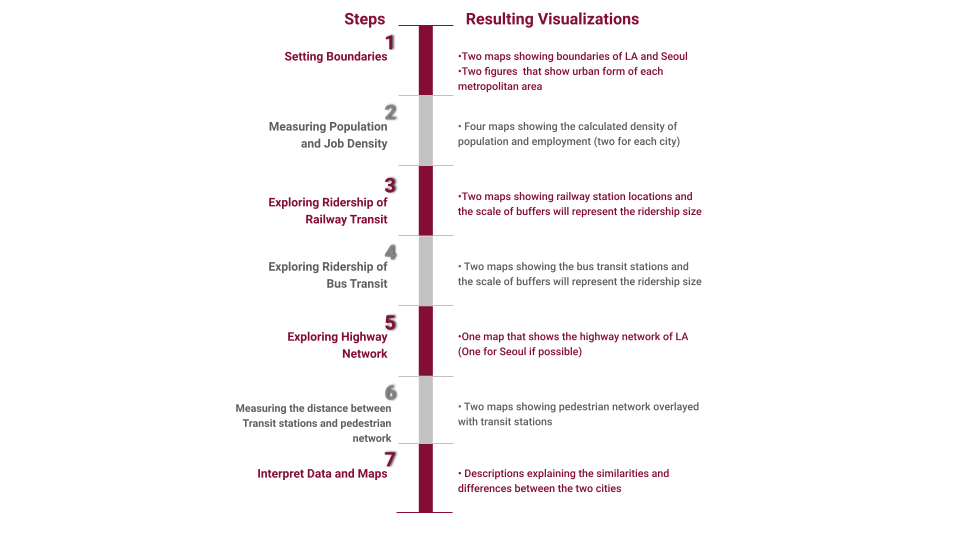 Steps
Resulting Visualizations
1
Setting Boundaries
•Two maps showing boundaries of LA and Seoul
•Two figures  that show urban form of each
metropolitan area
2
Measuring Population
and Job Density
• Four maps showing the calculated density of
population and employment (two for each city)
3
Exploring Ridership of
Railway Transit
•Two maps showing railway station locations and
the scale of buffers will represent the ridership size
4
Exploring Ridership of
Bus Transit
• Two maps showing the bus transit stations and
the scale of buffers will represent the ridership size
5
Exploring Highway
Network
•One map that shows the highway network of LA
(One for Seoul if possible)
6
Measuring the distance between
Transit stations and pedestrian
network
• Two maps showing pedestrian network overlayed
with transit stations
7
Interpret Data and Maps
• Descriptions explaining the similarities and
differences between the two cities